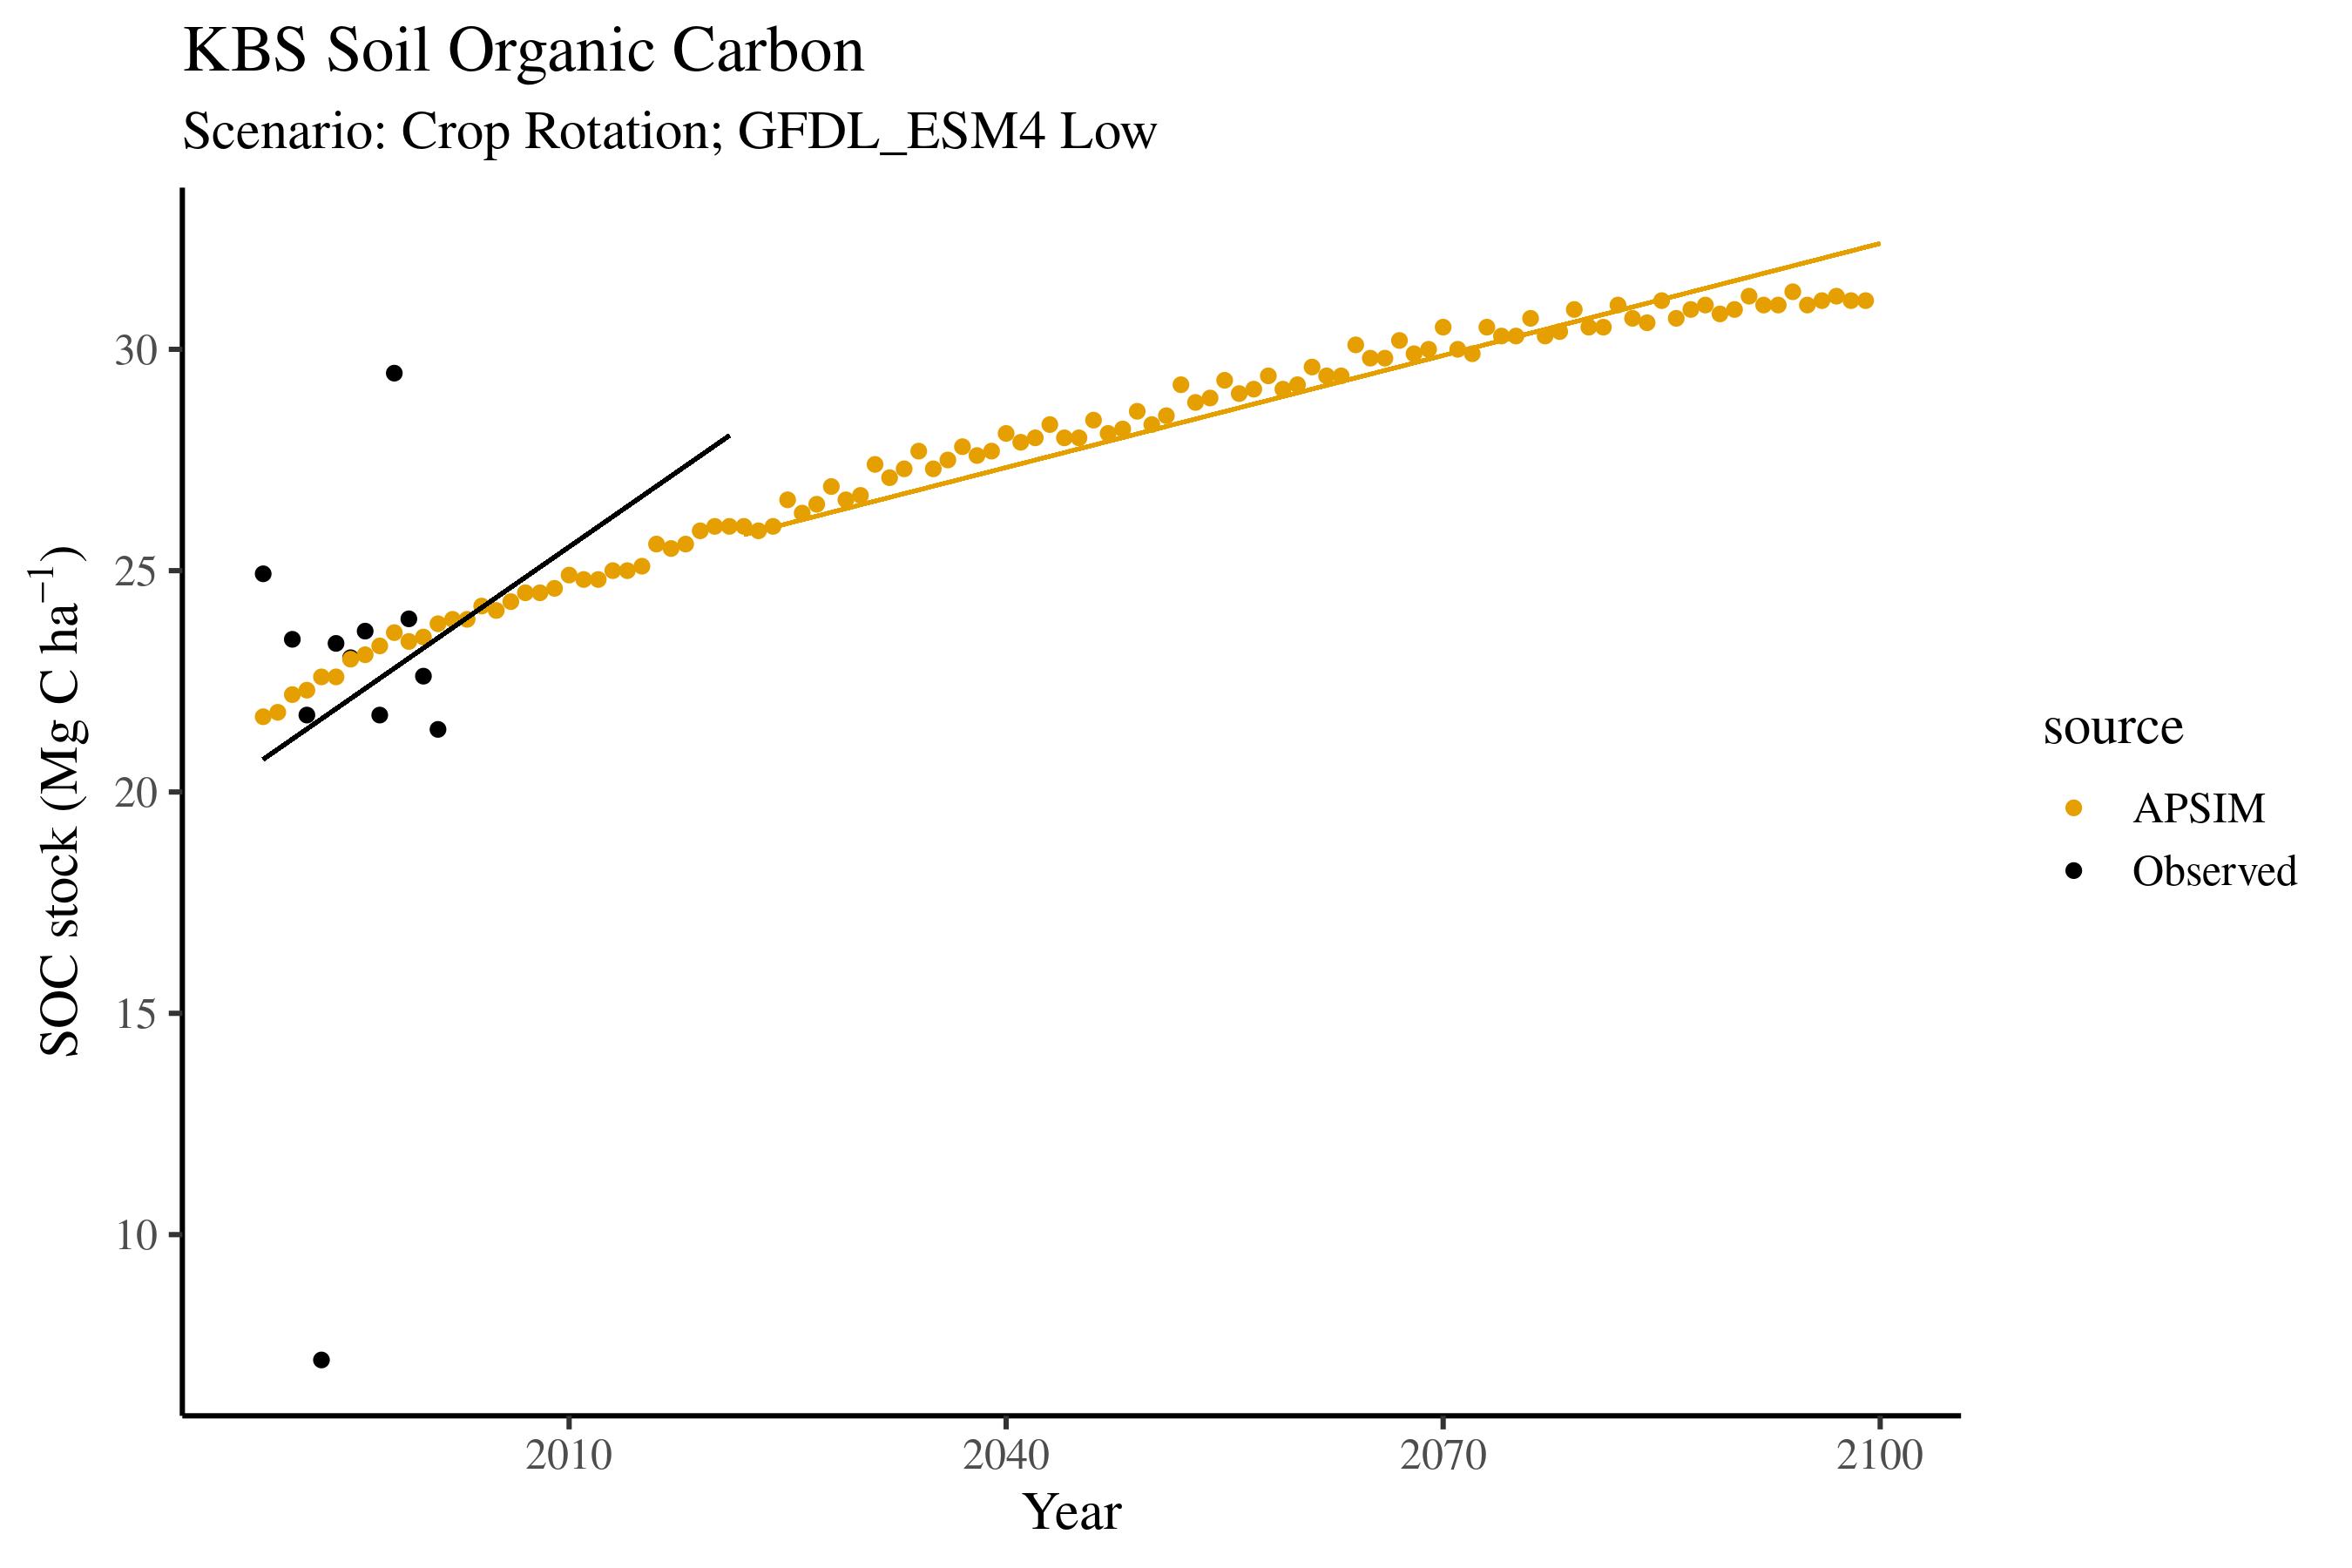 KBS Soil Organic Carbon
Scenario: Crop Rotation; GFDL_ESM4 Low
SOC stock (Mg C ha⁻¹)
30
25
20
15
10
2010
2040
2070
2100
Year
source
APSIM
Observed